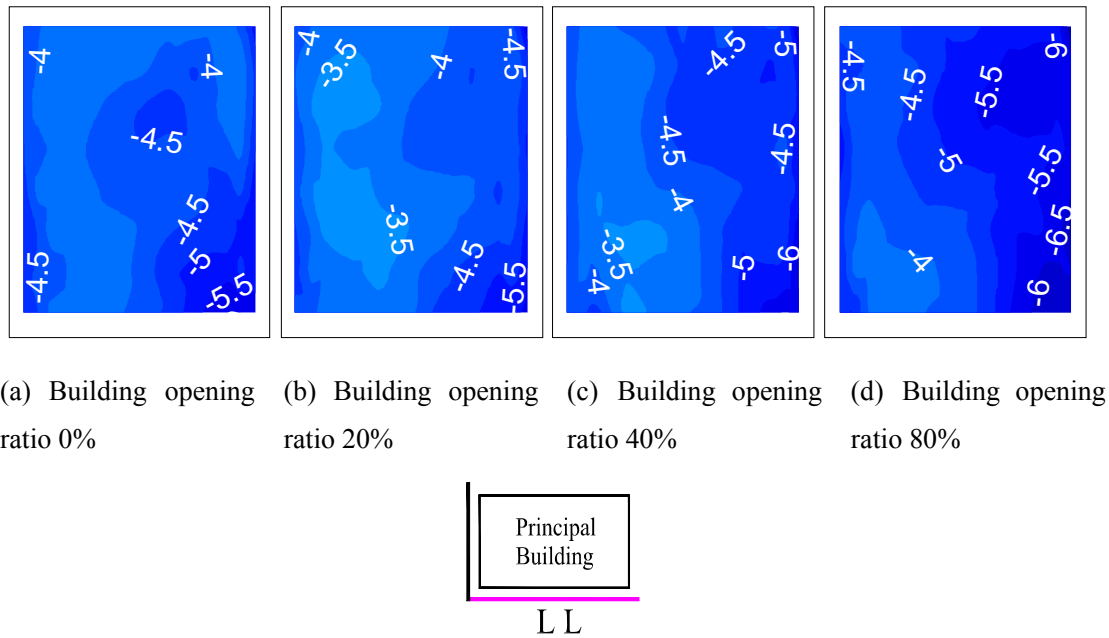 -4
-4
-4.5
-4.5
-5
-4.5
-5.5
-4
-3.5
-4
-4.5
-3.5
-4.5
-5.5
-4.5
-5
-4.5
-4.5
-4
-3.5
-4
-5
-6
-4.5
-4.5
-5.5
-6
-5
-5.5
-6.5
-4
-6
(a) Building opening
ratio 0%
(b) Building opening
ratio 20%
(c) Building opening
ratio 40%
(d) Building opening
ratio 80%
Principal
Building
L L